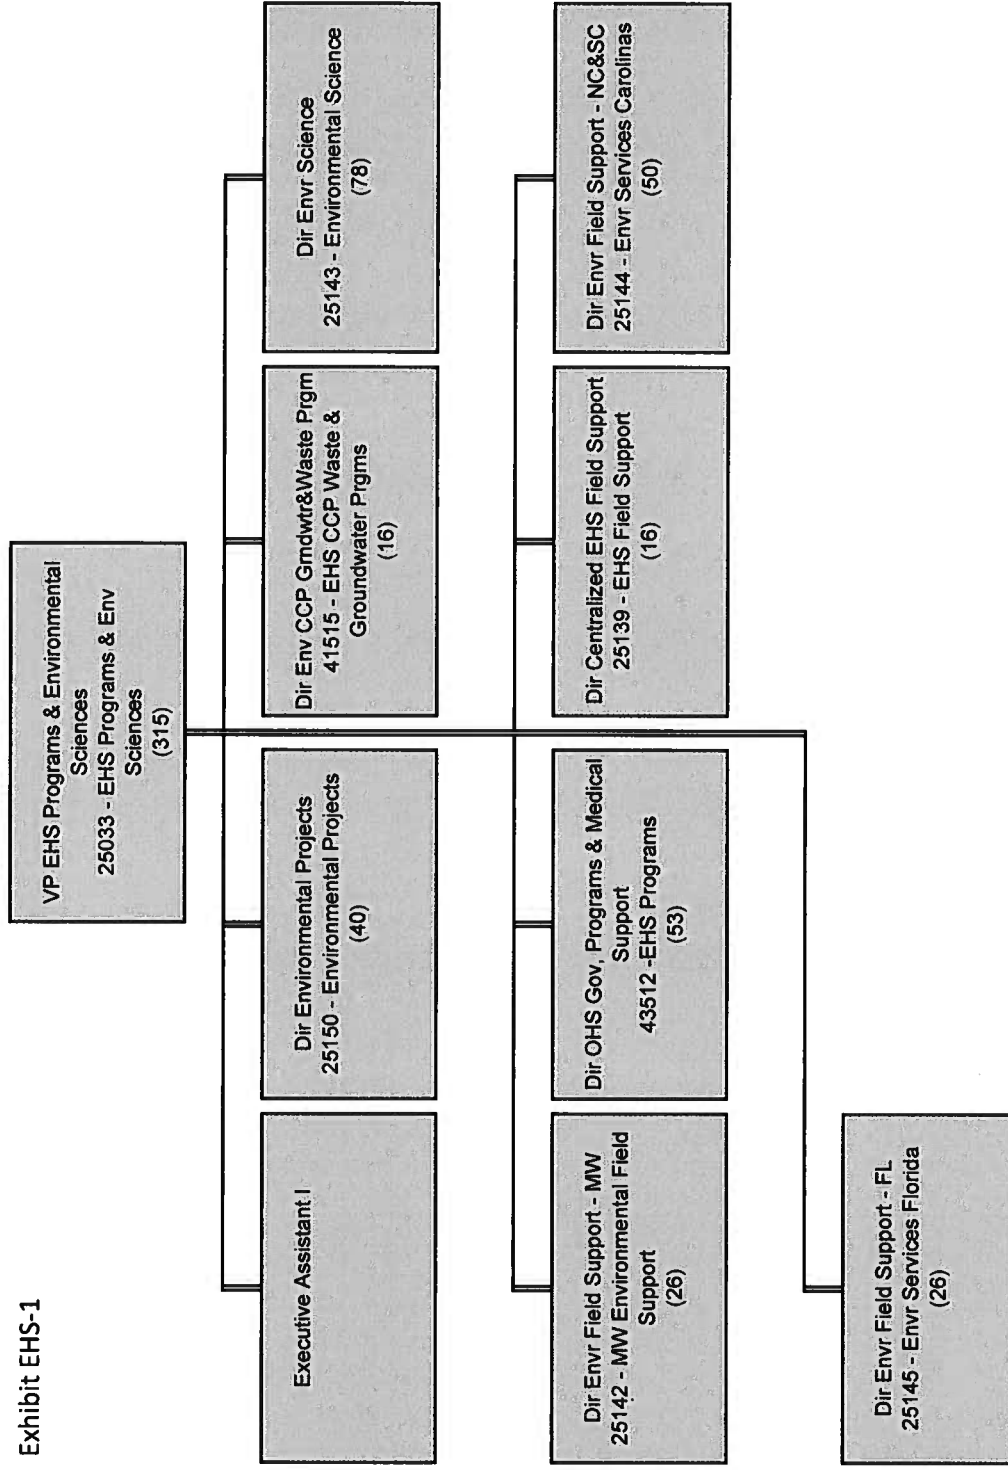 Exhibit EHS-1
VP EHS Programs & Environmental
Sciences
25033 - EHS Programs & Env
Sciences
(315)
Executive Assistant I
Dir Environmental Projects
25150 - Environmental Projects
(40)
Dir Env CCP Grndwtr&Waste Prgm
41515 - EHS CCP Waste &
Groundwater Prgms
(16)
Dir Envr Science
25143 - Environmental Science
(78)
Dir Envr Field Support - MW
25142 - MW Environmental Field
Support
(26)
Dir OHS Gov, Programs & Medical
Support
43512 -EHS Programs
(53)
Dir Centralized EHS Field Support
25139 - EHS Field Support
(16)
Dir Envr Field Support - NC&SC
25144 - Envr Services Carolinas
(50)
Dir Envr Field Support - FL
25145 - Envr Services Florida
(26)